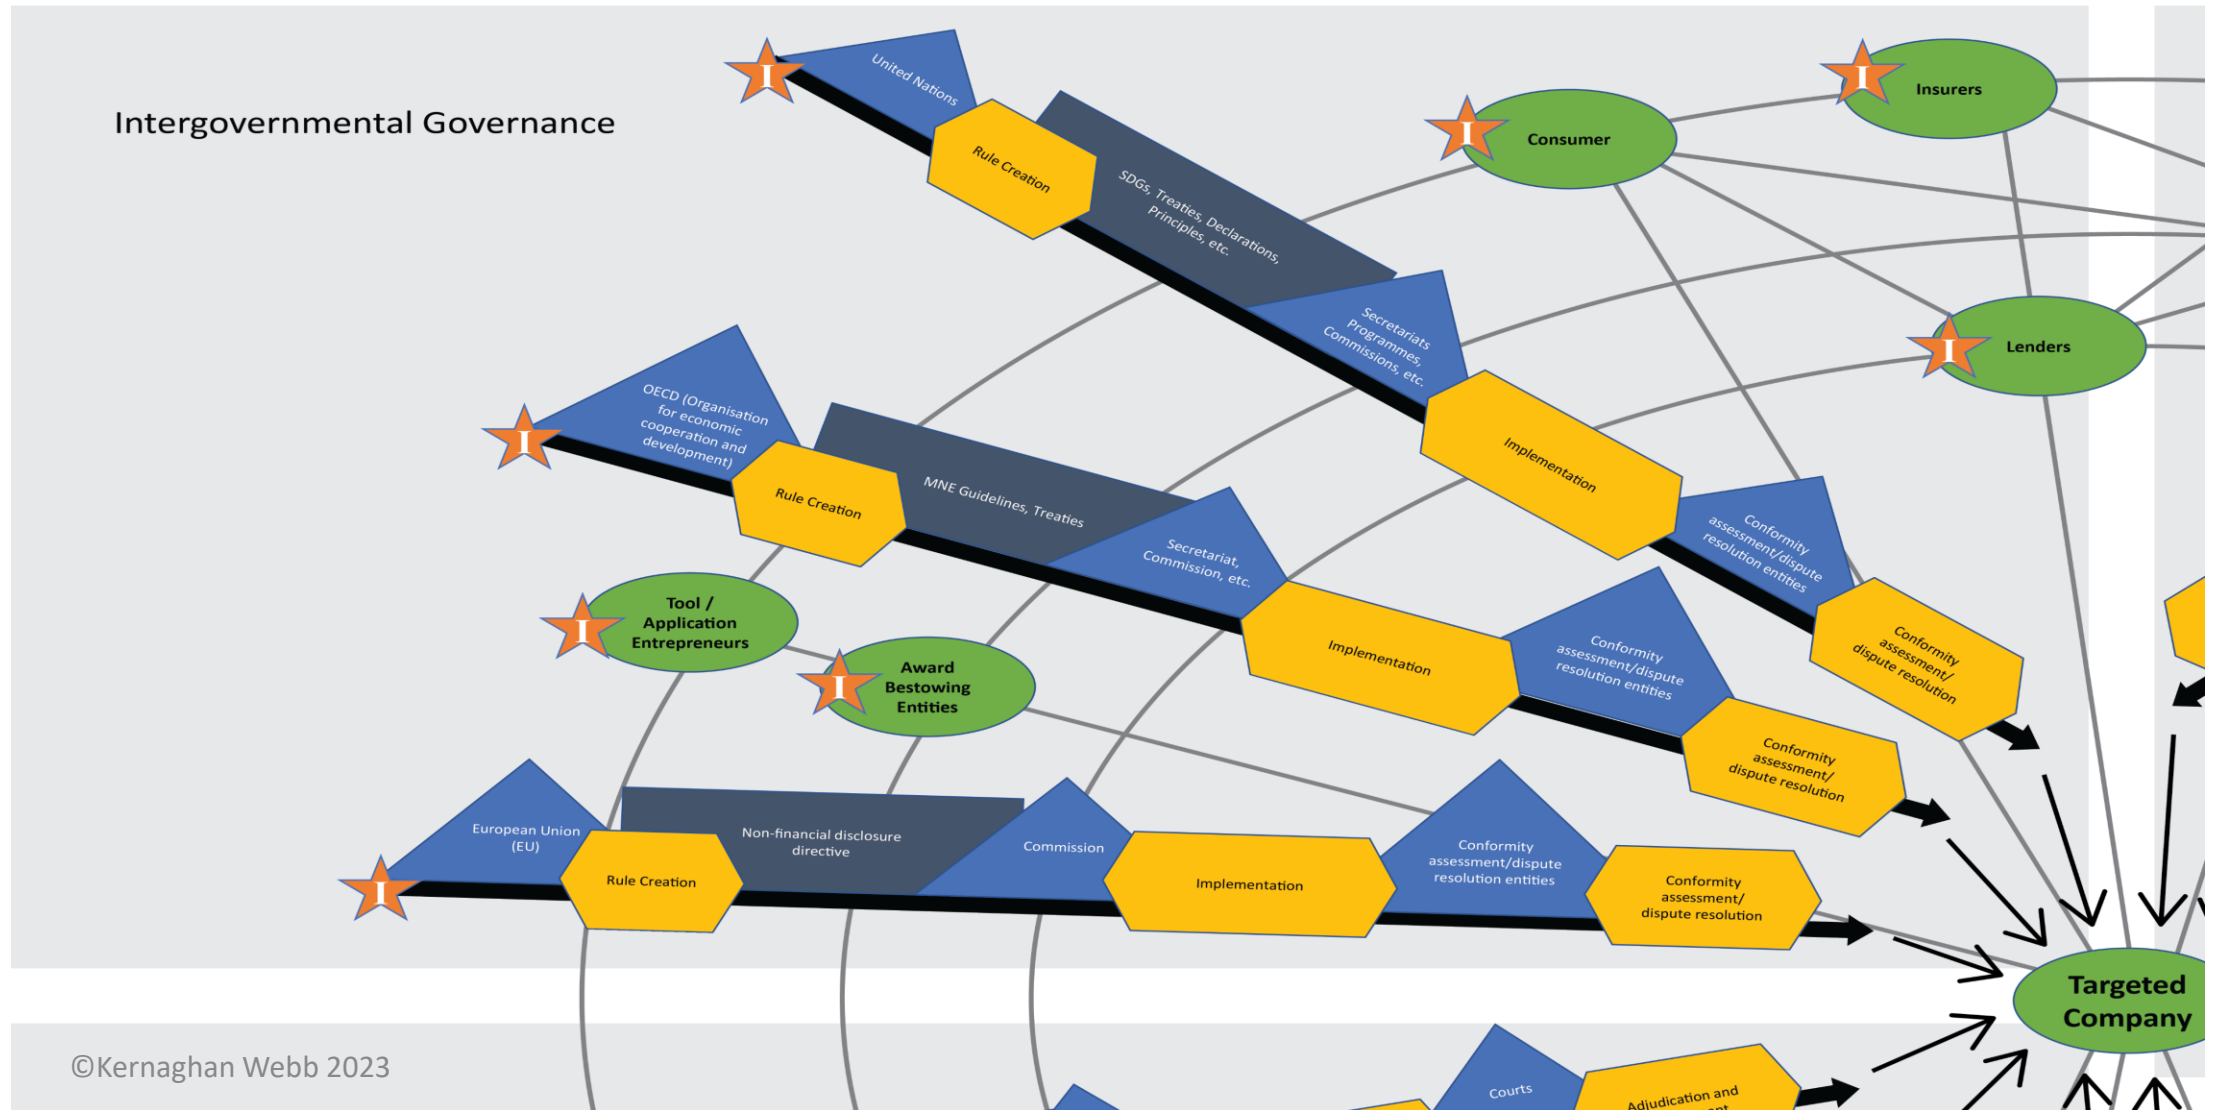 Intergovernmental Governance
I
United Nations
Rule Creation
SDGs, Treaties, Declarations,
Principles, etc.
Secretariats
Programmes,
Commissions, etc.
Implementation
Conformity
assessment/dispute
resolution entities
Conformity
assessment/
dispute resolution
I
Consumer
I
Insurers
I
Lenders
I
OECD (Organisation
for economic
cooperation and
development)
Rule Creation
MNE Guidelines, Treaties
Secretariat,
Commission, etc.
Implementation
Conformity
assessment/dispute
resolution entities
Conformity
assessment/
dispute resolution
I
Tool /
Application
Entrepreneurs
I
Award
Bestowing
Entities
I
European Union
(EU)
Rule Creation
Non-financial disclosure
directive
Commission
Implementation
Conformity
assessment/dispute
resolution entities
Conformity
assessment/
dispute resolution
Targeted
Company
©Kernaghan Webb 2023
Courts
Adjudication and